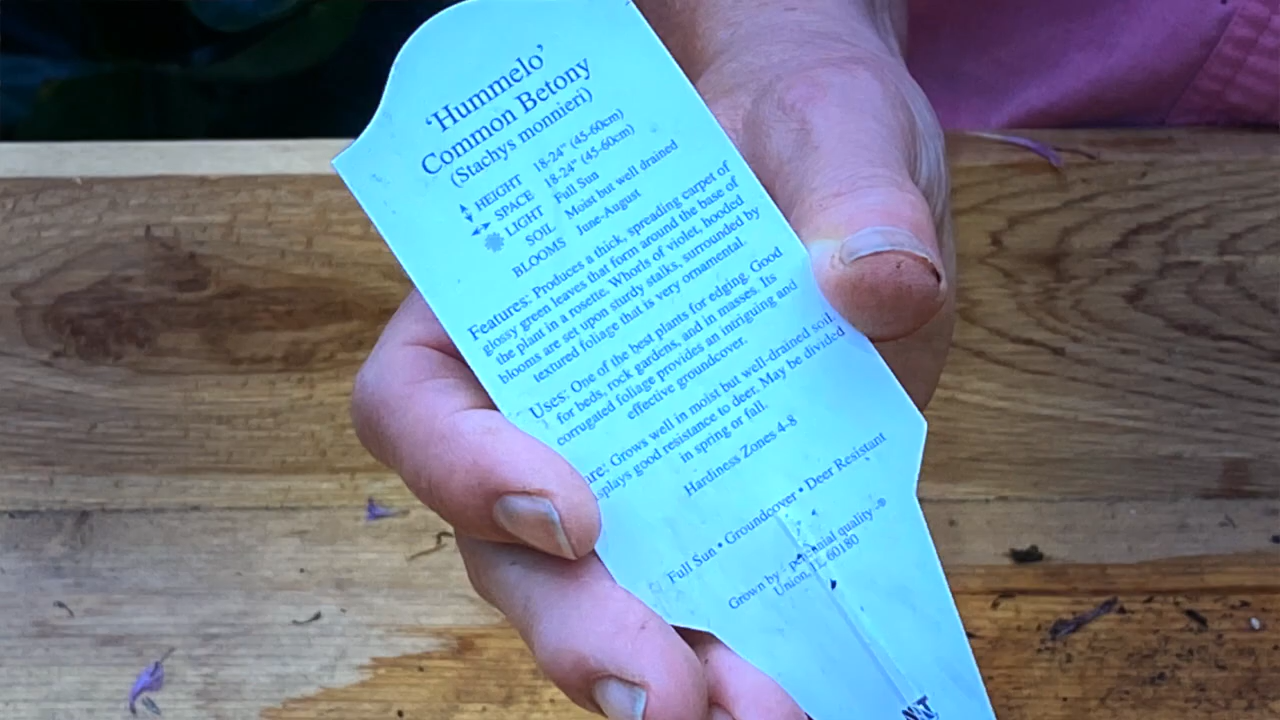 'Hummelo'
Common Betony
(Stachys monnieri)
HEIGHT 18-24" (45-60cm)
SPACE 18-24" (45-60cm)
LIGHT Full Sun
SOIL Moist but well drained
BLOOMS June-August
Features: Produces a thick, spreading carpet of
glossy green leaves that form around the base of
the plant in a rosette. Whorls of violet, hooded
blooms are set upon sturdy stalks, surrounded by
textured foliage that is very ornamental.
Uses: One of the best plants for edging. Good
for beds, rock gardens, and in masses. Its
corrugated foliage provides an intriguing and
effective groundcover.
ure: Grows well in moist but well-drained soil.
splays good resistance to deer. May be divided
in spring or fall.
Hardiness Zones 4-8
Full Sun • Groundcover • Deer Resistant
Grown by - perennial quality -®
Union, IL 60180